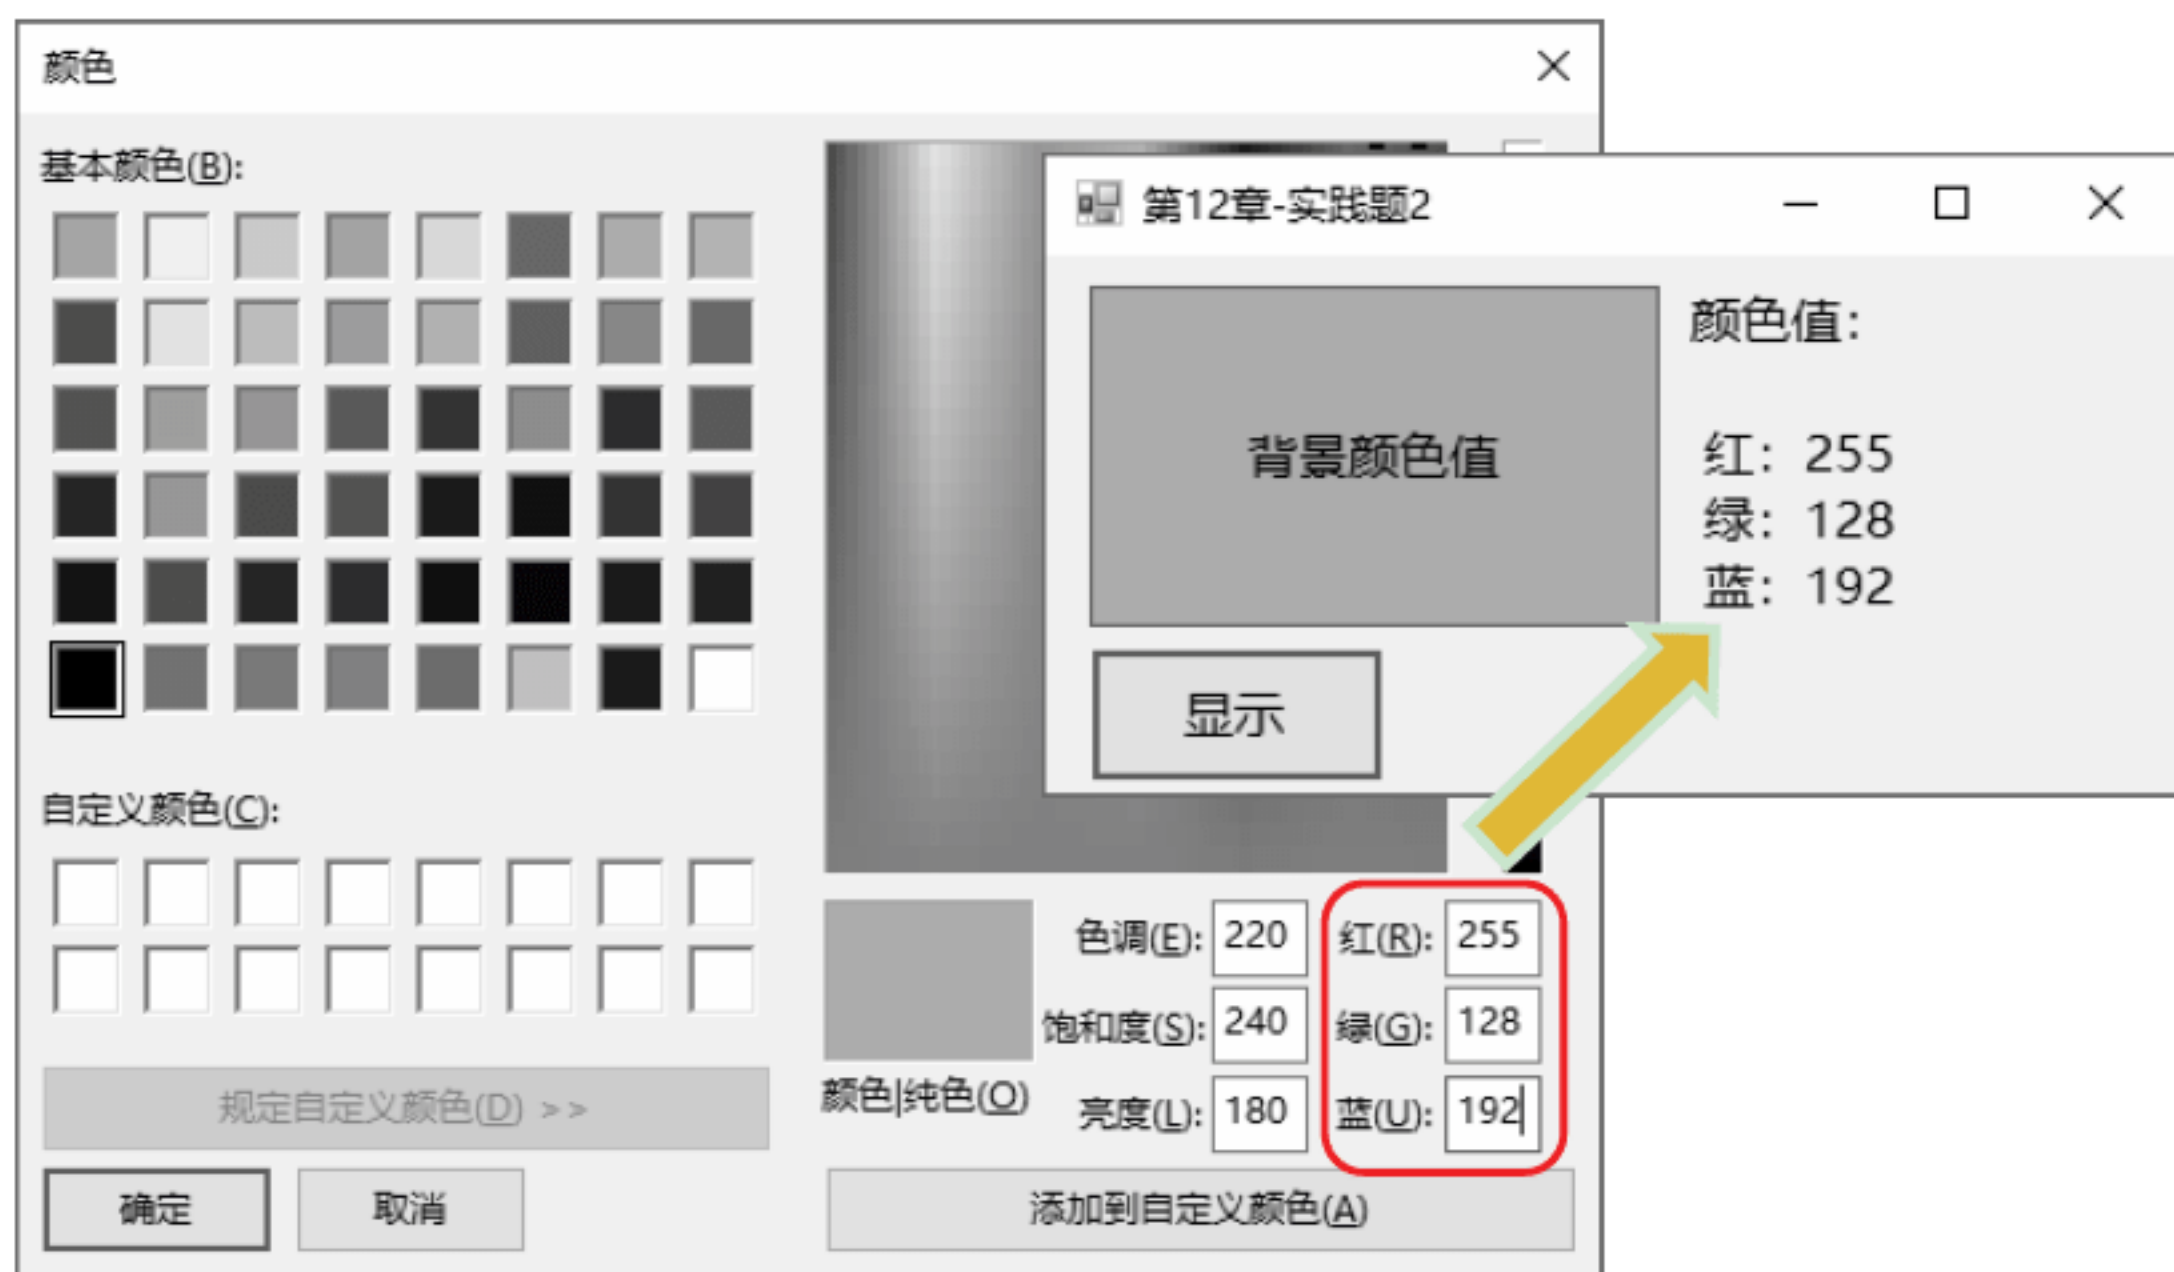 颜色
基本颜色(B):
自定义颜色(C):
规定自定义颜色(D) >>
确定
取消
颜色|纯色(O)
色调(E): 220
饱和度(S): 240
亮度(L): 180
红(R): 255
绿(G): 128
蓝(U): 192
添加到自定义颜色(A)
第12章-实践题2
背景颜色值
显示
颜色值:
红: 255
绿: 128
蓝: 192